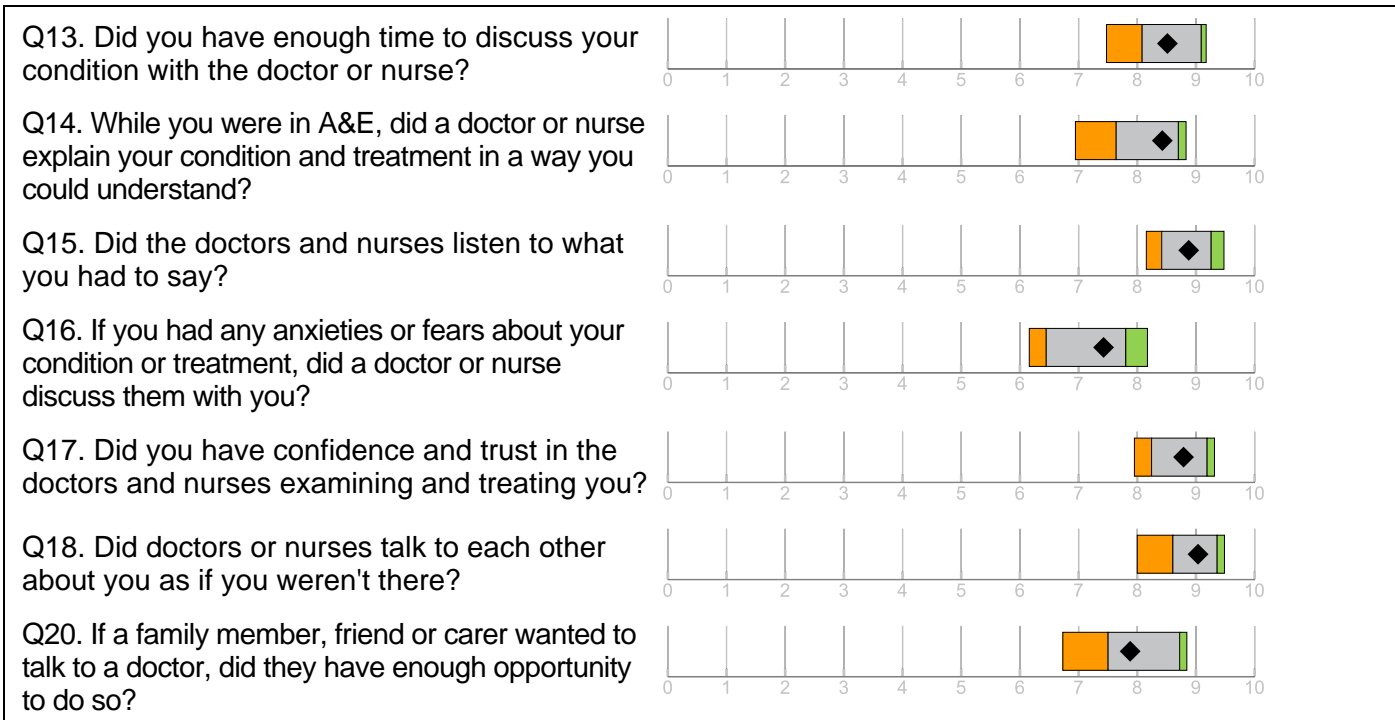 Q13. Did you have enough time to discuss your
condition with the doctor or nurse?
0 1 2 3 4 5 6 7 8 9 10
Q14. While you were in A&E, did a doctor or nurse
explain your condition and treatment in a way you
could understand?
0 1 2 3 4 5 6 7 8 9 10
Q15. Did the doctors and nurses listen to what
you had to say?
0 1 2 3 4 5 6 7 8 9 10
Q16. If you had any anxieties or fears about your
condition or treatment, did a doctor or nurse
discuss them with you?
0 1 2 3 4 5 6 7 8 9 10
Q17. Did you have confidence and trust in the
doctors and nurses examining and treating you?
0 1 2 3 4 5 6 7 8 9 10
Q18. Did doctors or nurses talk to each other
about you as if you weren't there?
0 1 2 3 4 5 6 7 8 9 10
Q20. If a family member, friend or carer wanted to
talk to a doctor, did they have enough opportunity
to do so?
0 1 2 3 4 5 6 7 8 9 10